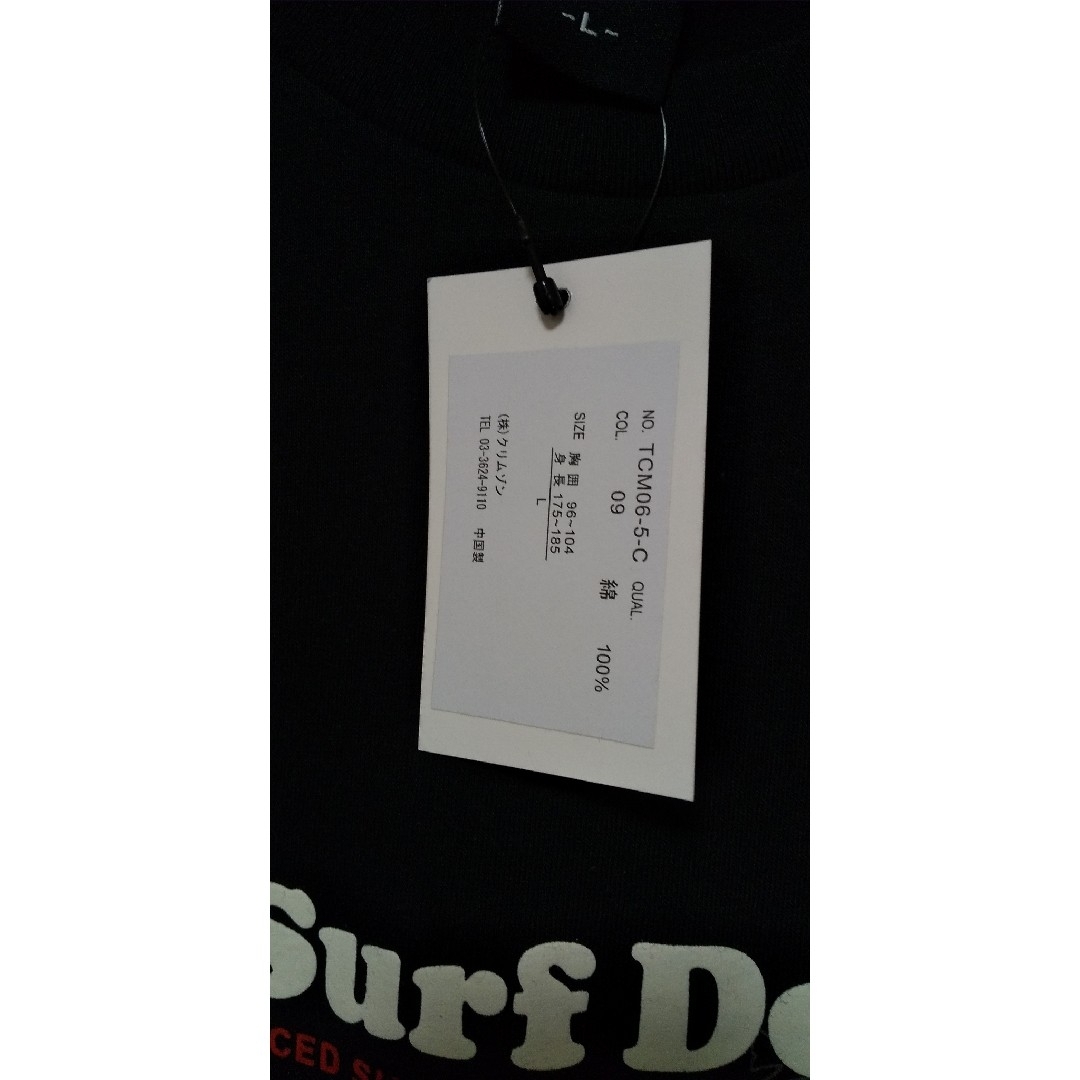 ~L~
NO. TCM06-5-C QUAL.
COL. 09 綿 100%
SIZE 胸囲 96~104
身長 175~185
L
(株)クリムゾン
TEL 03-3624-9110 中国製
Surf D
CED